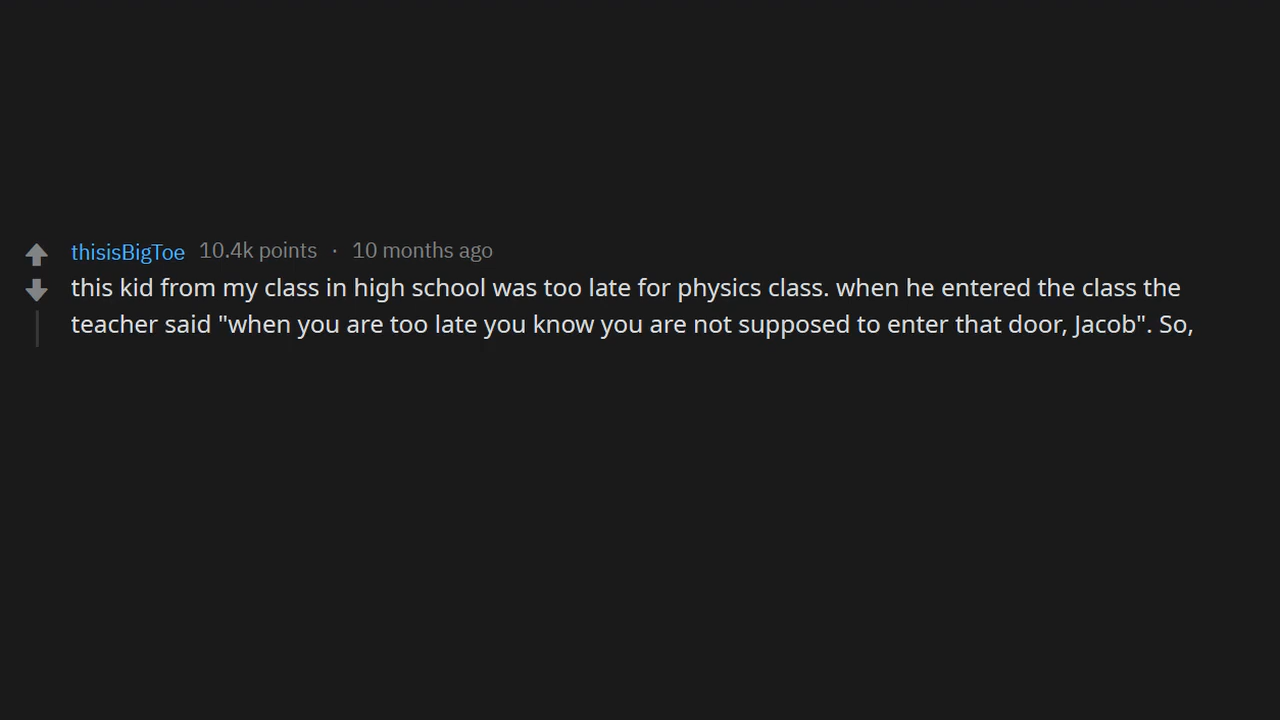 thisisBigToe 10.4k points · 10 months ago
this kid from my class in high school was too late for physics class. when he entered the class the
teacher said "when you are too late you know you are not supposed to enter that door, Jacob". So,